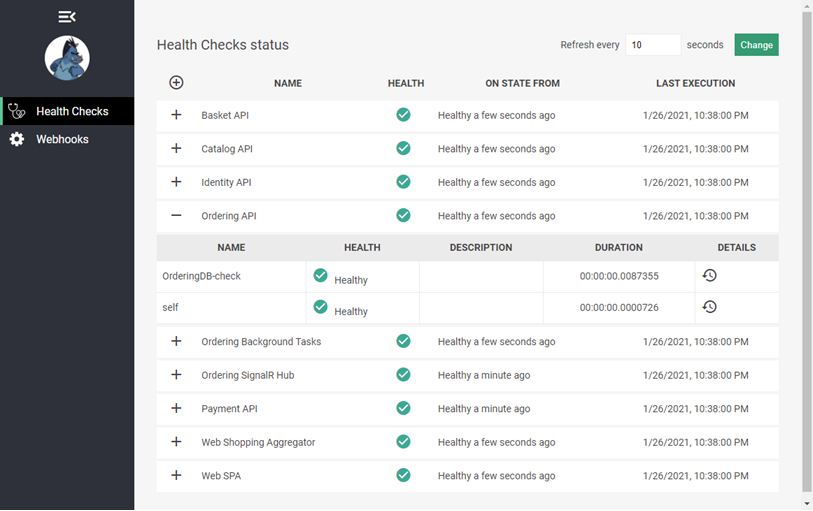 Health Checks
Webhooks
Health Checks status
Refresh every 10 seconds Change
NAME HEALTH ON STATE FROM LAST EXECUTION
Basket API Healthy a few seconds ago 1/26/2021, 10:38:00 PM
Catalog API Healthy a few seconds ago 1/26/2021, 10:38:00 PM
Identity API Healthy a few seconds ago 1/26/2021, 10:38:00 PM
Ordering API Healthy a few seconds ago 1/26/2021, 10:38:00 PM
NAME HEALTH DESCRIPTION DURATION DETAILS
OrderingDB-check Healthy 00:00:00.0087355
self Healthy 00:00:00.0000726
Ordering Background Tasks Healthy a few seconds ago 1/26/2021, 10:38:00 PM
Ordering SignalR Hub Healthy a minute ago 1/26/2021, 10:38:00 PM
Payment API Healthy a minute ago 1/26/2021, 10:38:00 PM
Web Shopping Aggregator Healthy a few seconds ago 1/26/2021, 10:38:00 PM
Web SPA Healthy a few seconds ago 1/26/2021, 10:38:00 PM